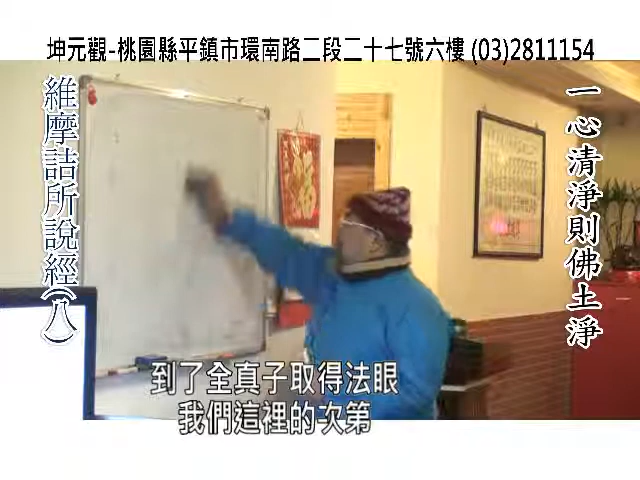 坤元觀-桃園縣平鎮市環南路二段二十七號六樓 (03)2811154
維摩詰所說經(八)
一心清淨則佛土淨
到了全真子取得法眼
我們這裡的次第